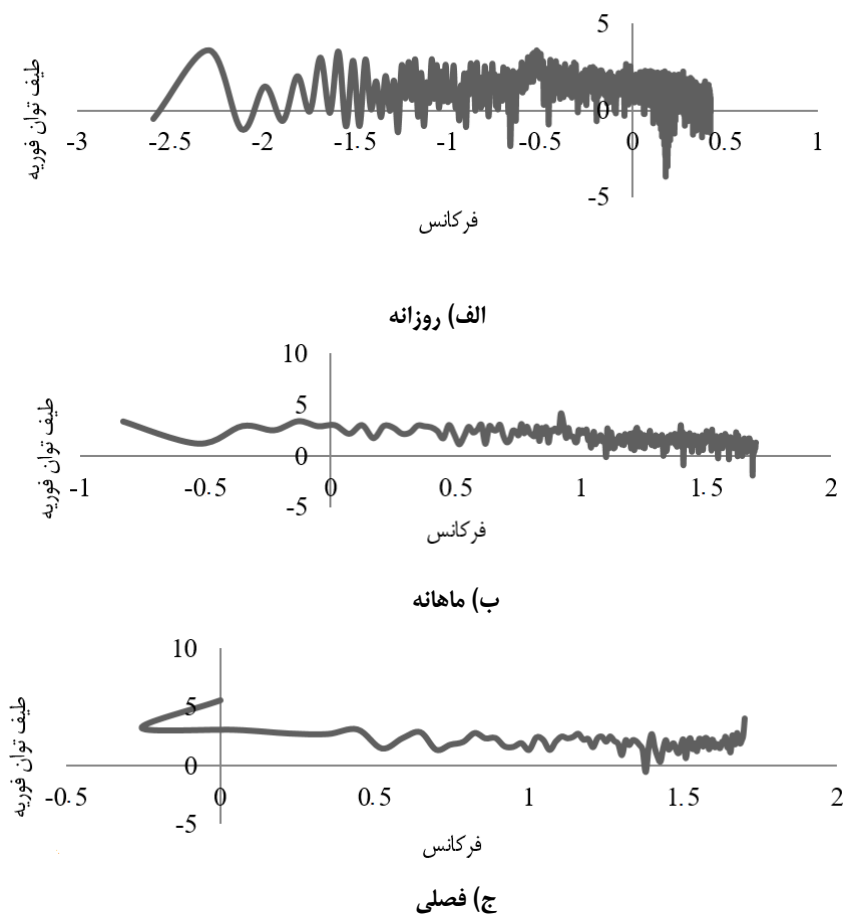 طیف توان فوریه
5
0
-5
-3 -2.5 -2 -1.5 -1 -0.5 0 0.5 1
فرکانس
الف) روزانه
طیف توان فوریه
10
5
0
-5
-1 -0.5 0 0.5 1 1.5 2
فرکانس
ب) ماهانه
طیف توان فوریه
10
5
0
-5
-0.5 0 0.5 1 1.5 2
فرکانس
ج) فصلی